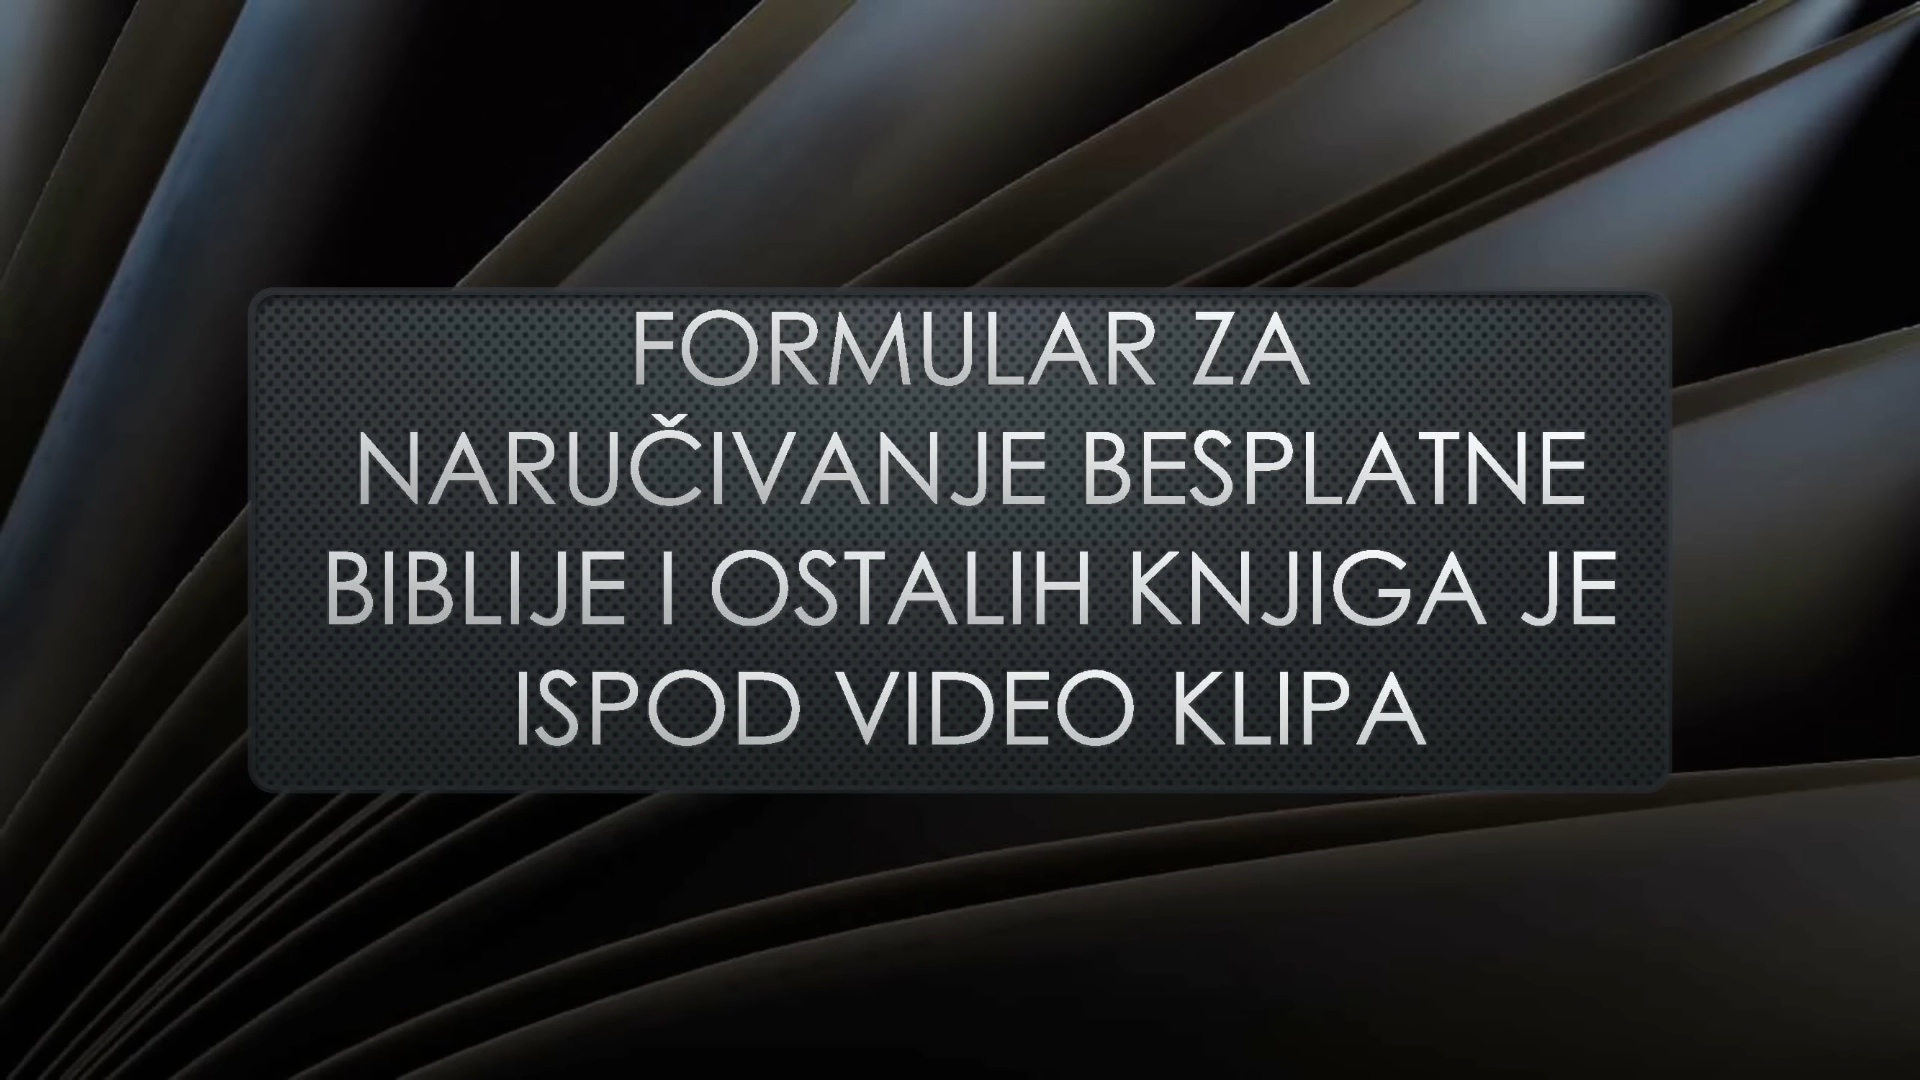 FORMULAR ZA
NARUČIVANJE BESPLATNE
BIBLIJE I OSTALIH KNJIGA JE
ISPOD VIDEO KLIPA